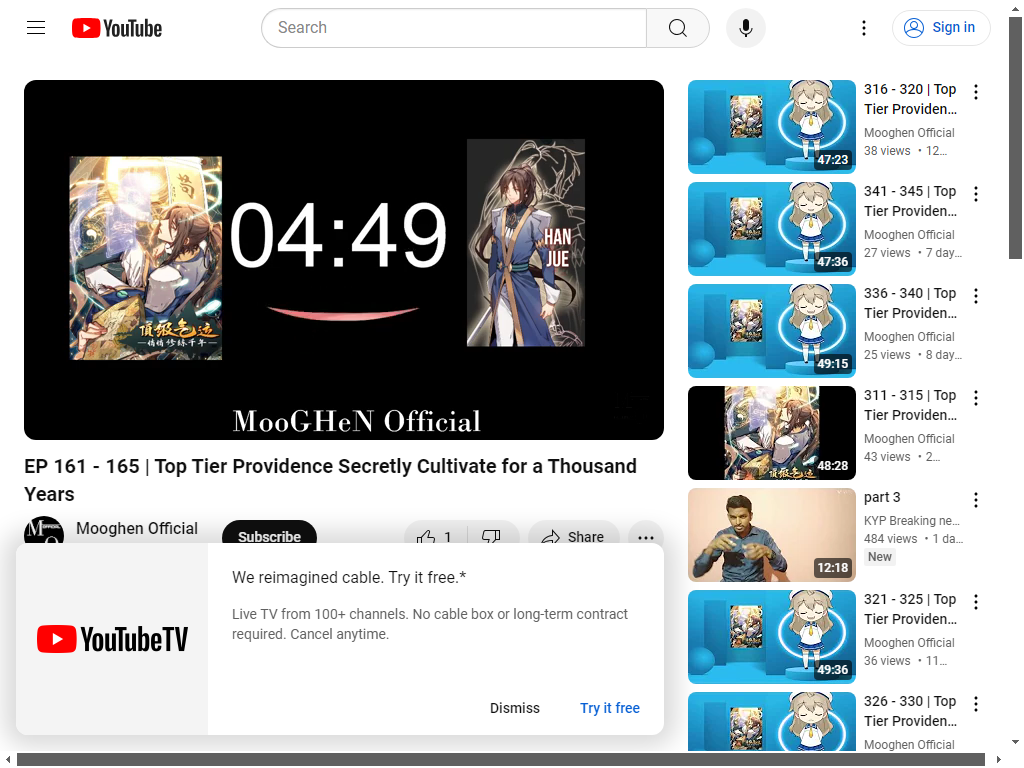 YouTube
Search
Sign in
04:49
HAN
JUE
頂級气运
悄悄修练千年
MooGHeN Official
EP 161 - 165 | Top Tier Providence Secretly Cultivate for a Thousand
Years
Mooghen Official
Subscribe
1
Share
YouTubeTV
We reimagined cable. Try it free.*
Live TV from 100+ channels. No cable box or long-term contract
required. Cancel anytime.
Dismiss
Try it free
47:23
316 - 320 | Top
Tier Providen...
Mooghen Official
38 views • 12...
47:36
341 - 345 | Top
Tier Providen...
Mooghen Official
27 views • 7 day...
49:15
336 - 340 | Top
Tier Providen...
Mooghen Official
25 views • 8 day...
48:28
311 - 315 | Top
Tier Providen...
Mooghen Official
43 views • 2...
12:18
part 3
KYP Breaking ne...
484 views • 1 da...
New
49:36
321 - 325 | Top
Tier Providen...
Mooghen Official
36 views • 11...
326 - 330 | Top
Tier Providen...
Mooghen Official